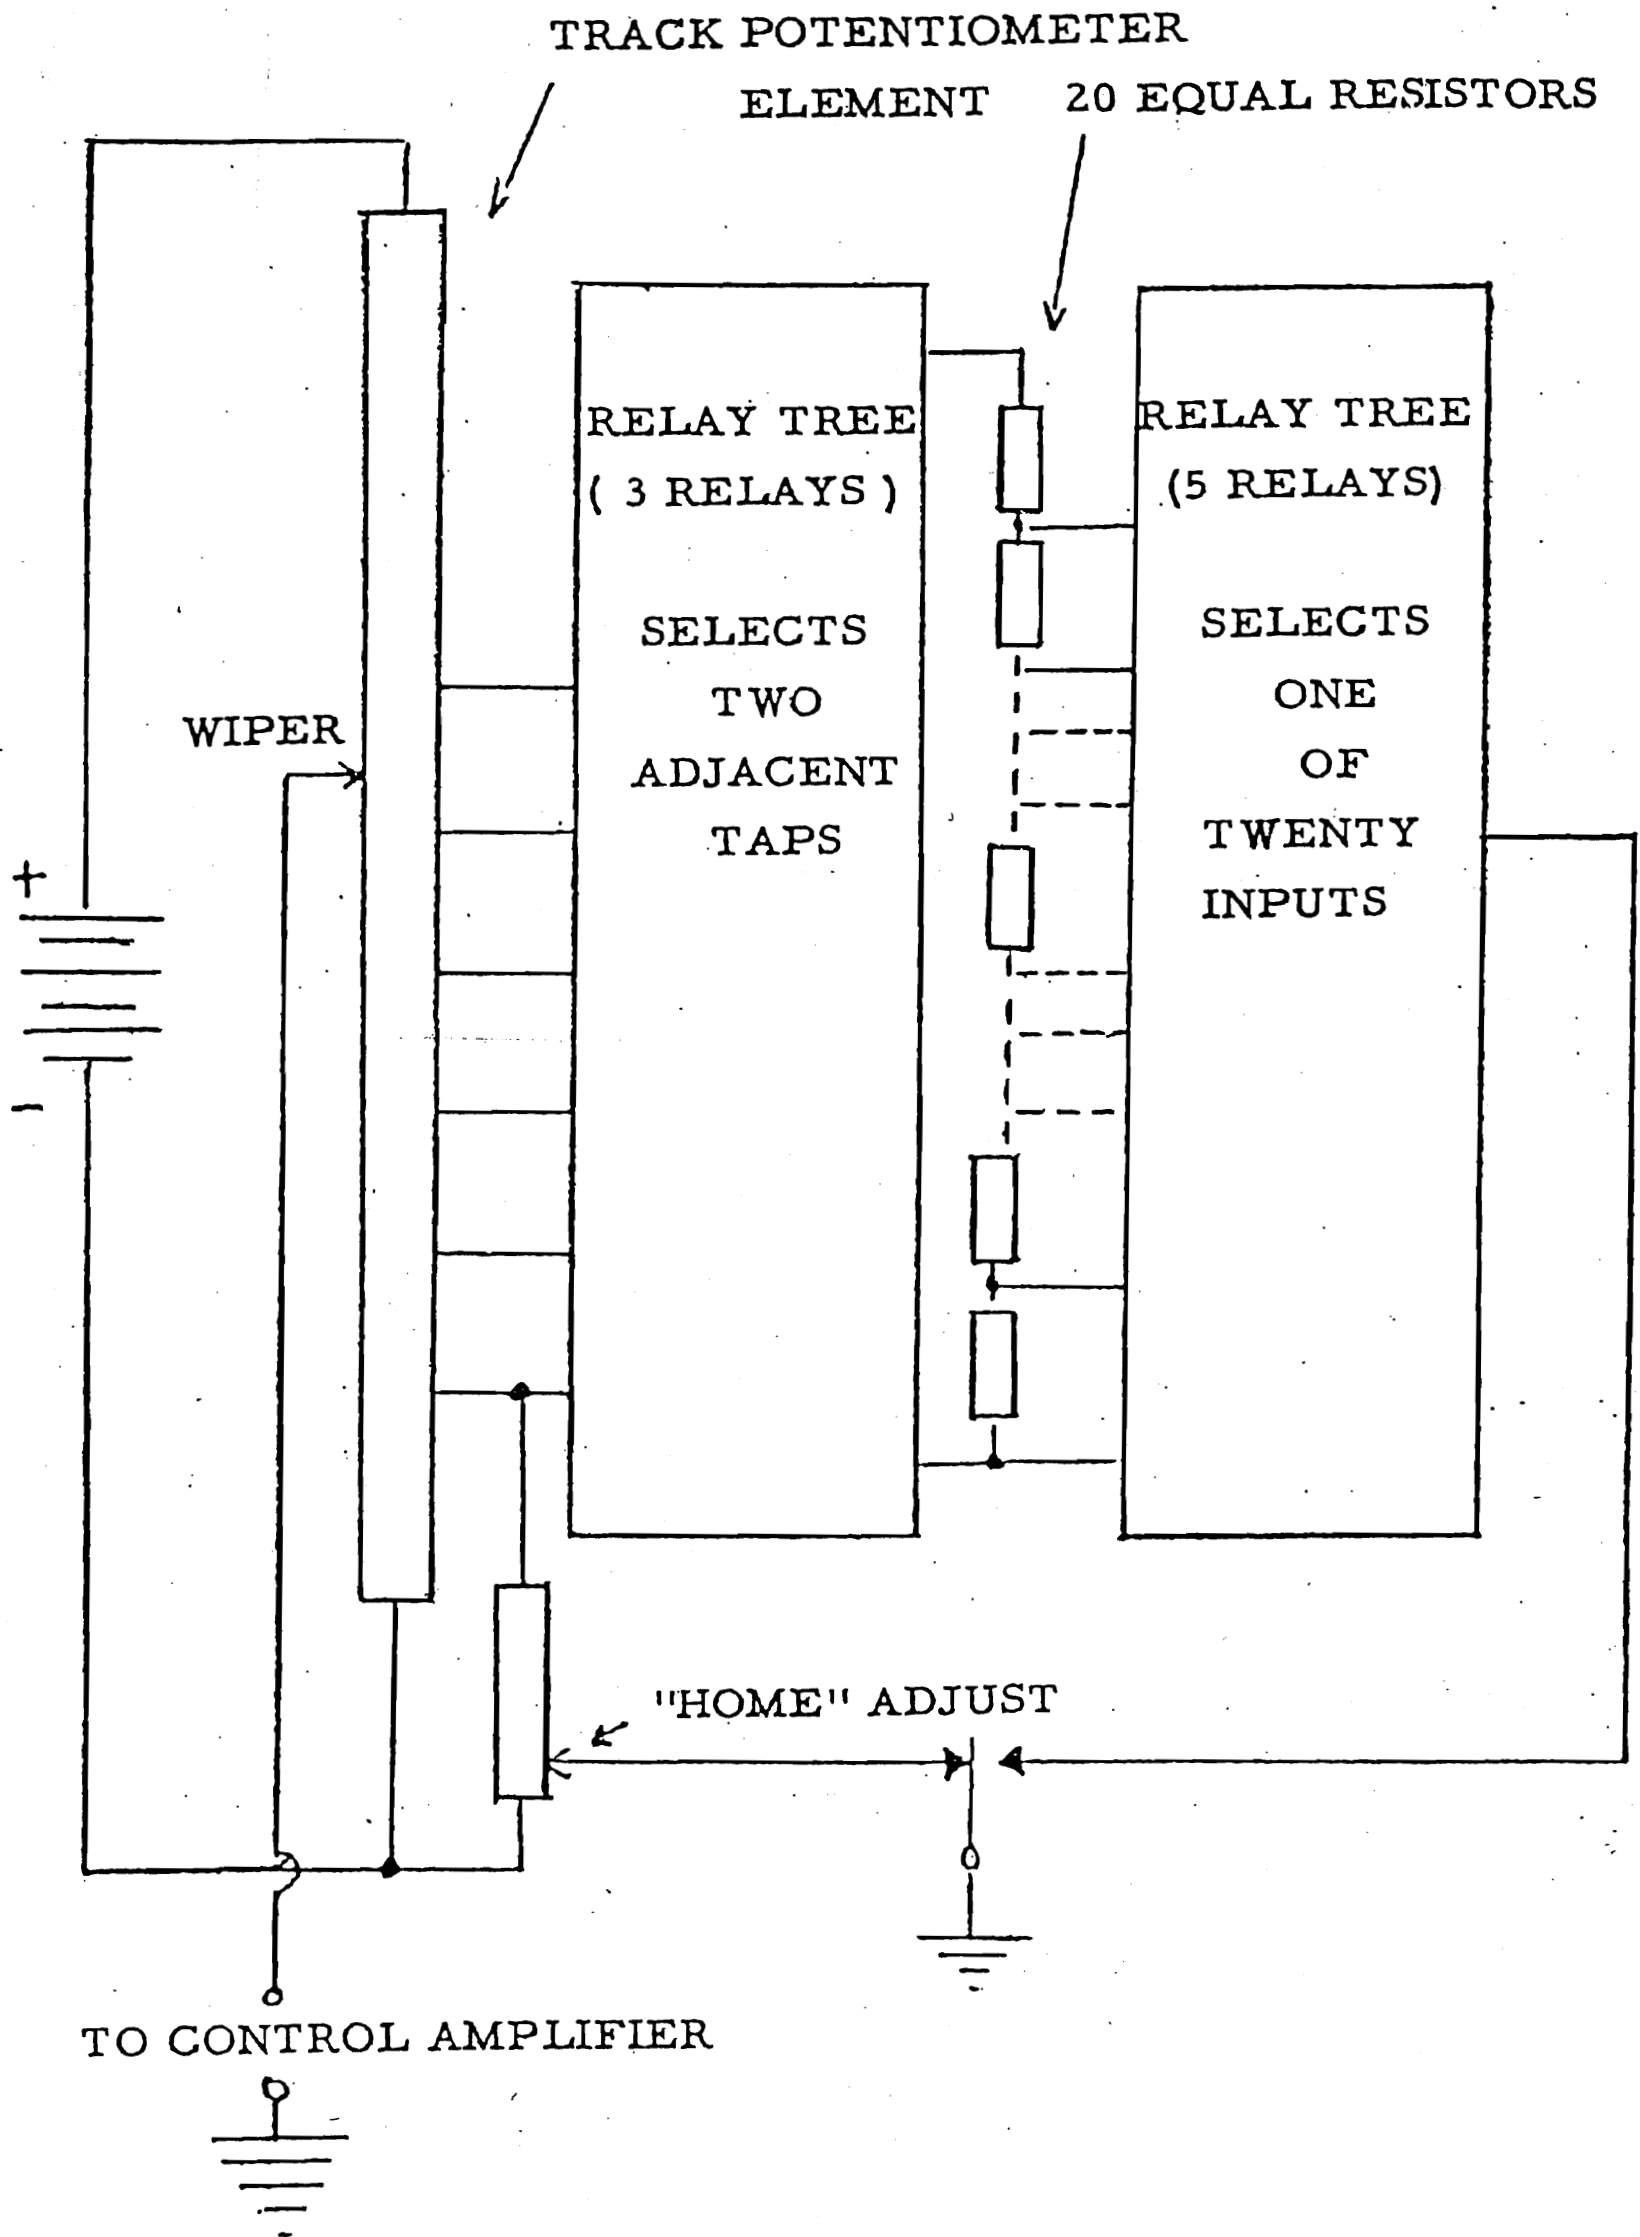 TRACK POTENTIOMETER
ELEMENT
20 EQUAL RESISTORS
RELAY TREE
( 3 RELAYS )
SELECTS
TWO
ADJACENT
TAPS
RELAY TREE
(5 RELAYS)
SELECTS
ONE
OF
TWENTY
INPUTS
WIPER
+
-
"HOME" ADJUST
TO CONTROL AMPLIFIER